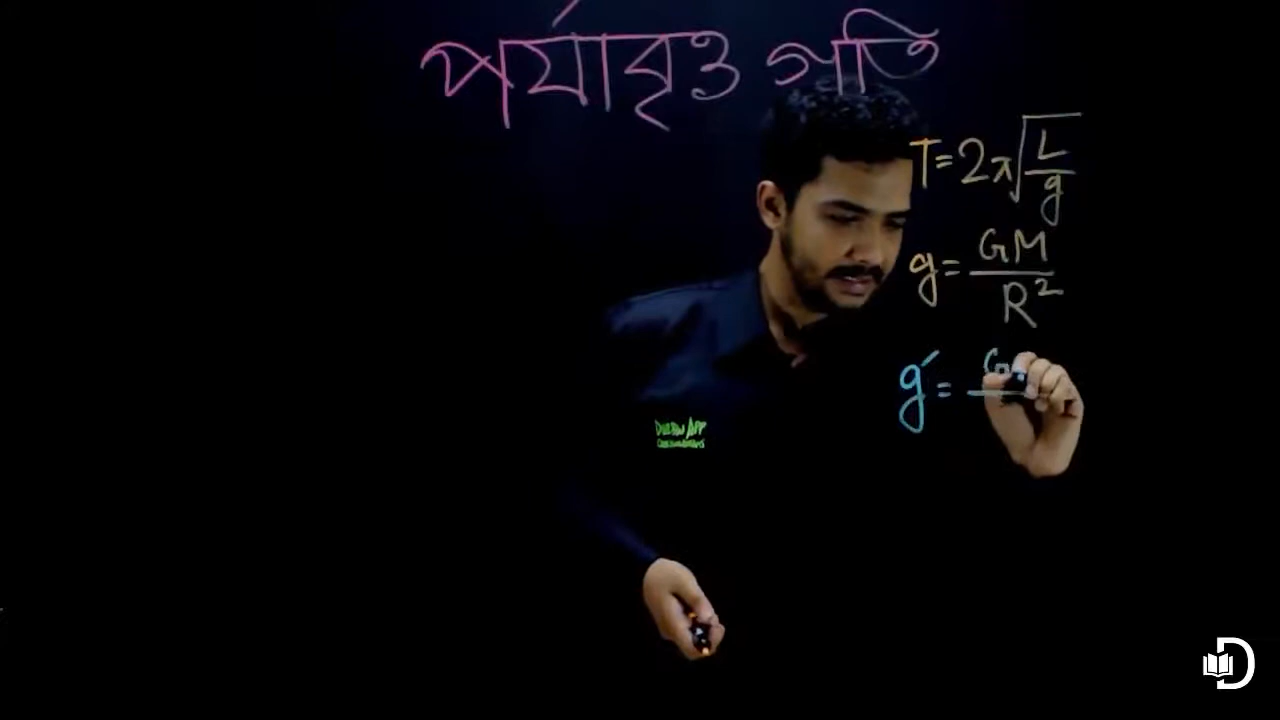 পর্যাবৃত্ত গতি
T = 2π√(L/g)
g = GM/R²
g′ =